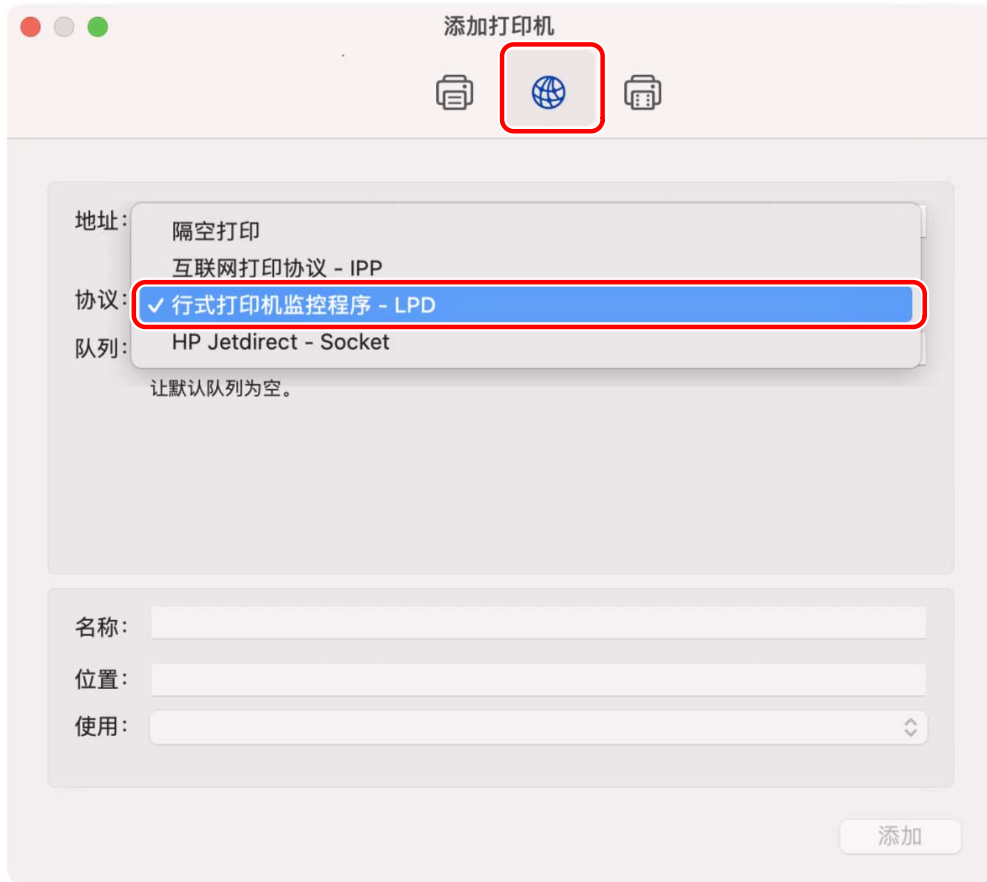 添加打印机
地址：
隔空打印
互联网打印协议 - IPP
协议：
✓ 行式打印机监控程序 - LPD
队列：
HP Jetdirect - Socket
让默认队列为空。
名称：
位置：
使用：
添加